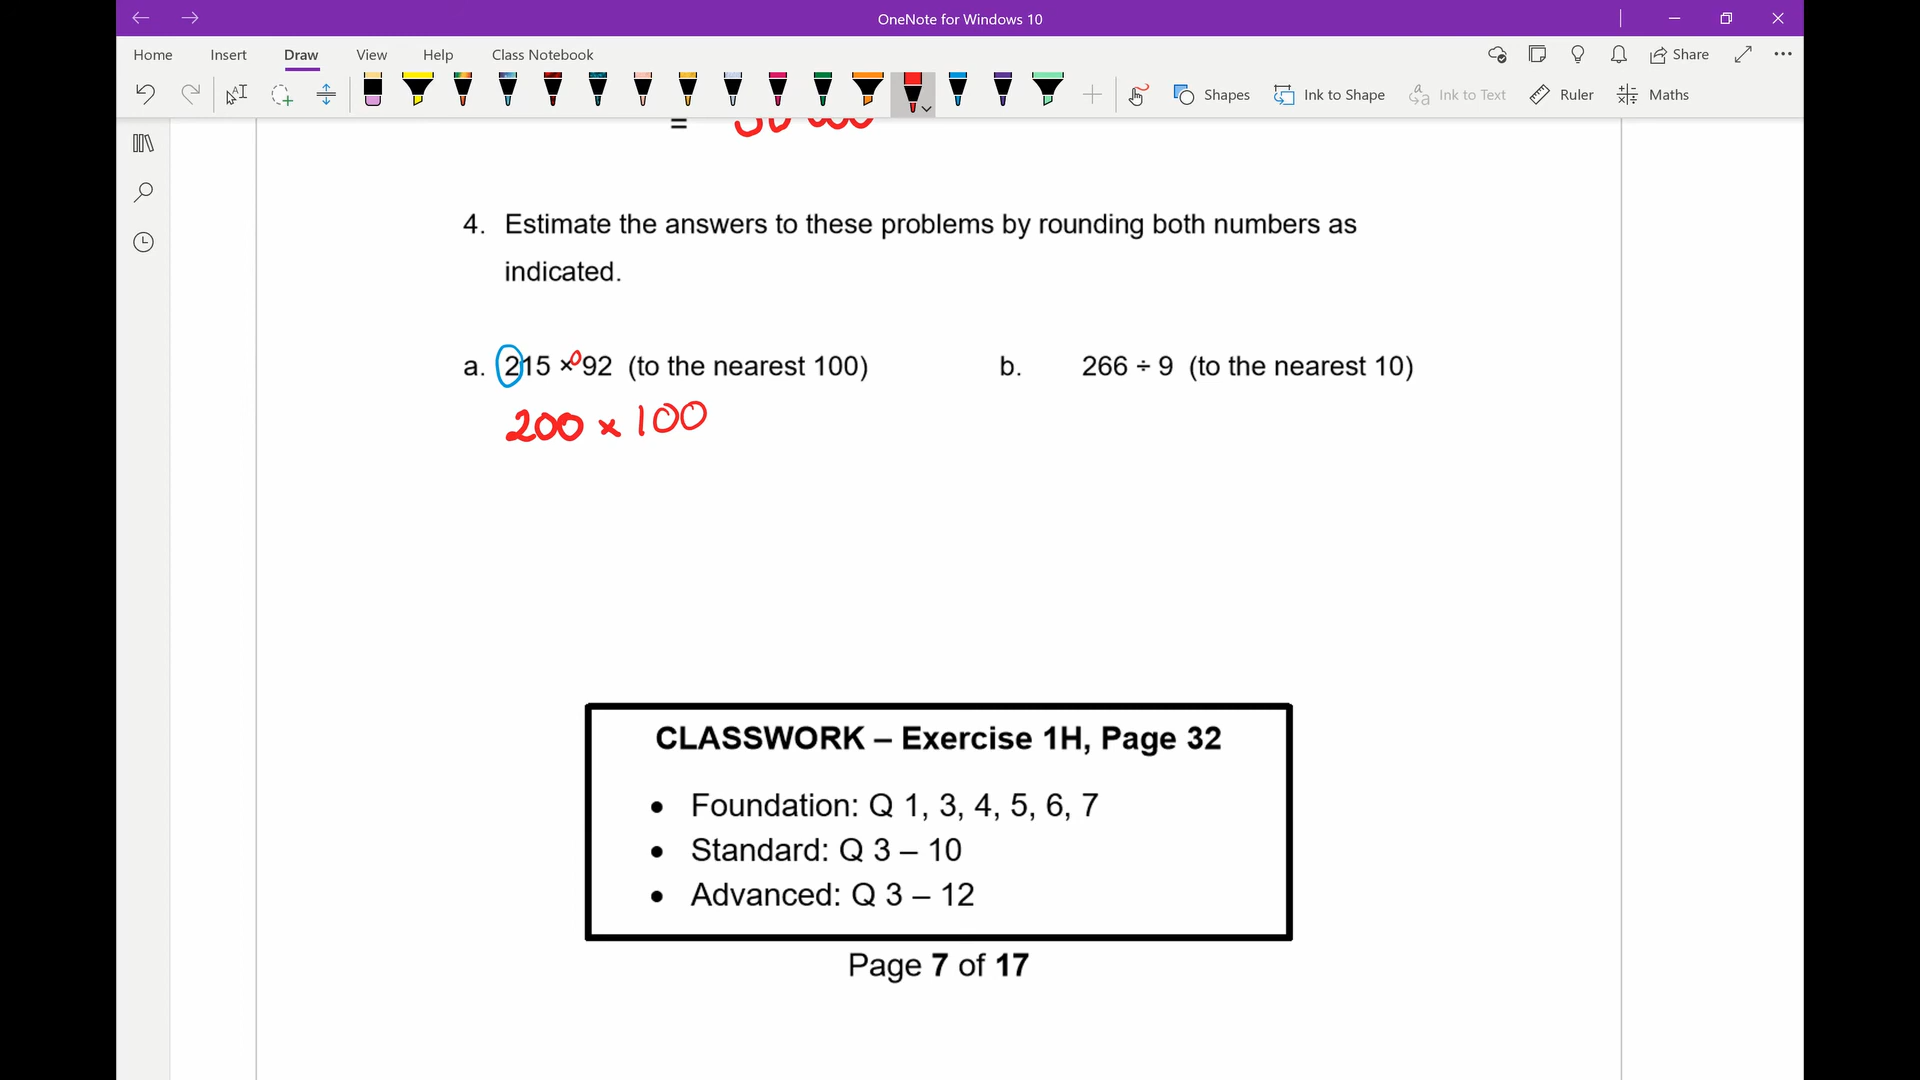 OneNote for Windows 10
Home Insert Draw View Help Class Notebook Share
Shapes Ink to Shape Ink to Text Ruler Maths
=
4. Estimate the answers to these problems by rounding both numbers as
indicated.
a. 215 × 0 92 (to the nearest 100) b. 266 ÷ 9 (to the nearest 10)
200 × 100
CLASSWORK – Exercise 1H, Page 32
• Foundation: Q 1, 3, 4, 5, 6, 7
• Standard: Q 3 – 10
• Advanced: Q 3 – 12
Page 7 of 17